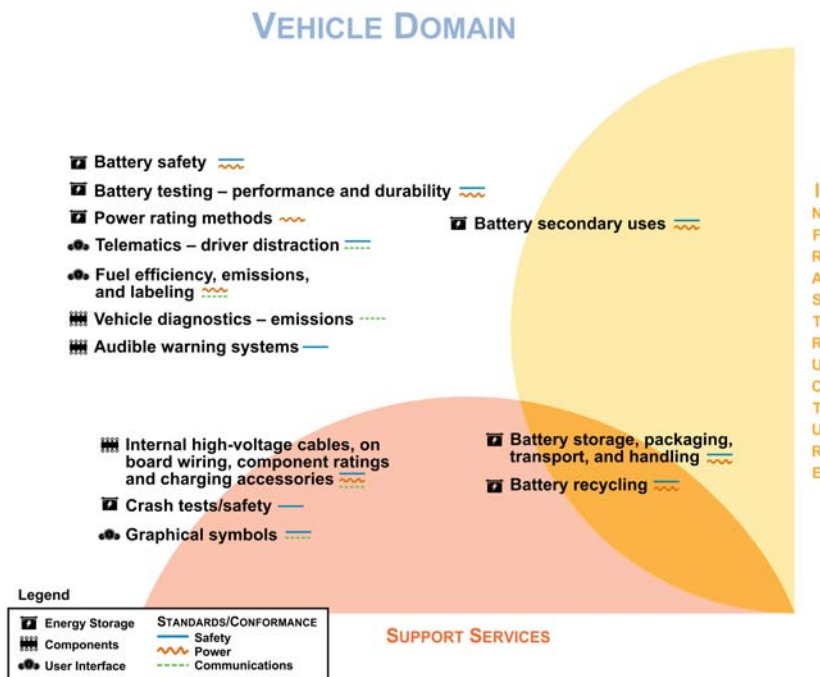 VEHICLE DOMAIN
Battery safety
Battery testing – performance and durability
Power rating methods
Battery secondary uses
Telematics – driver distraction
Fuel efficiency, emissions,
and labeling
Vehicle diagnostics – emissions
Audible warning systems
INFRASTRUCTURE
Internal high-voltage cables, on
board wiring, component ratings
and charging accessories
Crash tests/safety
Graphical symbols
Battery storage, packaging,
transport, and handling
Battery recycling
Legend
Energy Storage
Components
User Interface
STANDARDS/CONFORMANCE
Safety
Power
Communications
SUPPORT SERVICES